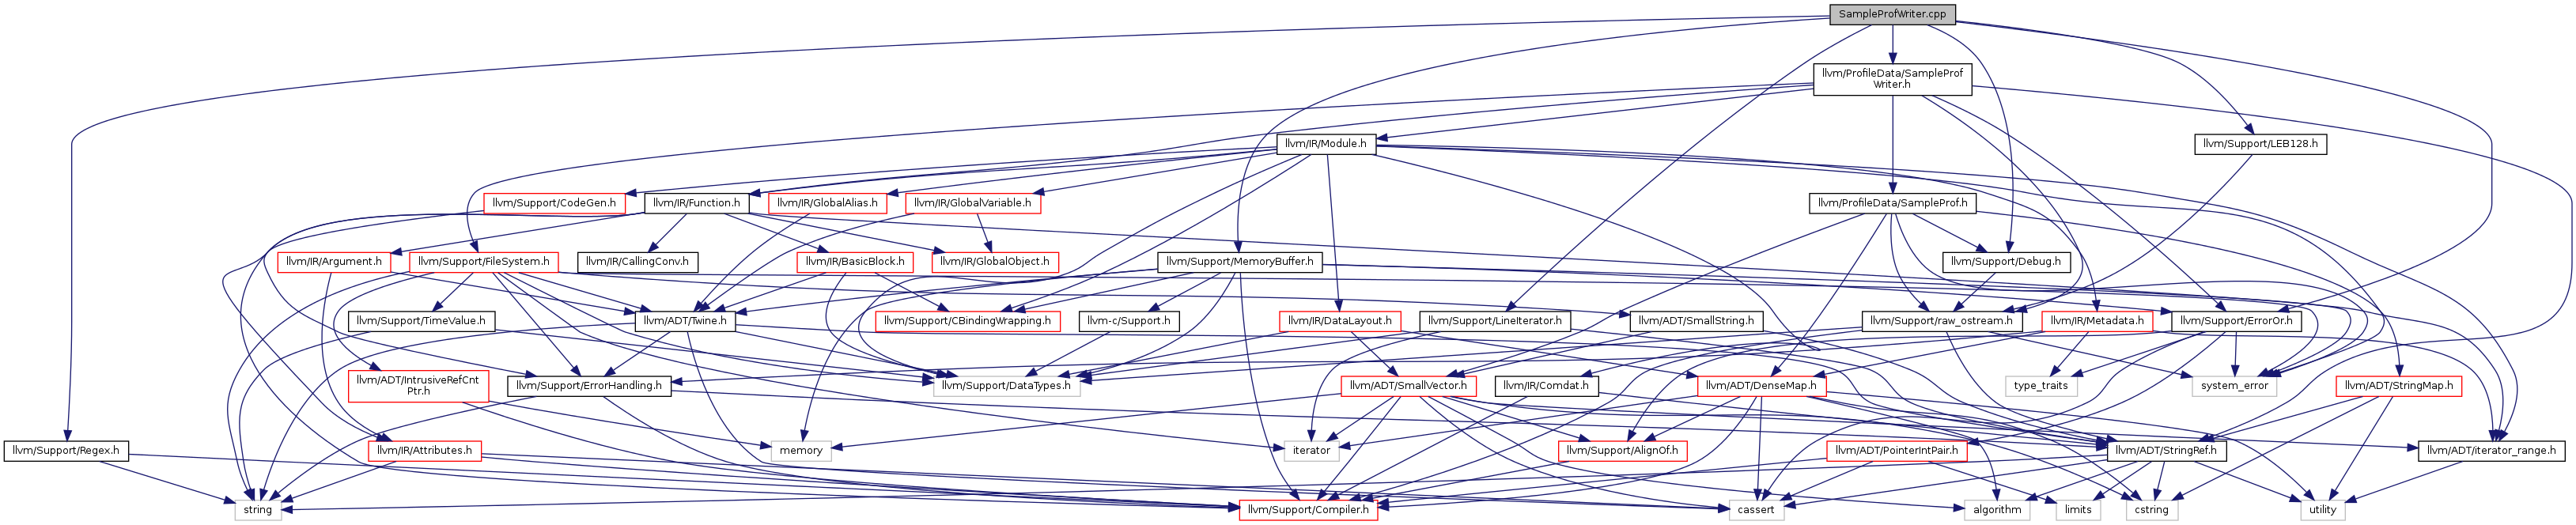 SampleProfWriter.cpp
llvm/ProfileData/SampleProf
Writer.h
llvm/IR/Module.h
llvm/Support/LEB128.h
llvm/Support/CodeGen.h
llvm/IR/Function.h
llvm/IR/GlobalAlias.h
llvm/IR/GlobalVariable.h
llvm/ProfileData/SampleProf.h
llvm/IR/Argument.h
llvm/Support/FileSystem.h
llvm/IR/CallingConv.h
llvm/IR/BasicBlock.h
llvm/IR/GlobalObject.h
llvm/Support/MemoryBuffer.h
llvm/Support/Debug.h
llvm/Support/TimeValue.h
llvm/ADT/Twine.h
llvm/Support/CBindingWrapping.h
llvm-c/Support.h
llvm/IR/DataLayout.h
llvm/Support/LineIterator.h
llvm/ADT/SmallString.h
llvm/Support/raw_ostream.h
llvm/IR/Metadata.h
llvm/Support/ErrorOr.h
llvm/ADT/IntrusiveRefCnt
Ptr.h
llvm/Support/ErrorHandling.h
llvm/Support/DataTypes.h
llvm/ADT/SmallVector.h
llvm/IR/Comdat.h
llvm/ADT/DenseMap.h
type_traits
system_error
llvm/ADT/StringMap.h
llvm/Support/Regex.h
llvm/IR/Attributes.h
memory
iterator
llvm/Support/AlignOf.h
llvm/ADT/PointerIntPair.h
llvm/ADT/StringRef.h
llvm/ADT/iterator_range.h
string
llvm/Support/Compiler.h
cassert
algorithm
limits
cstring
utility